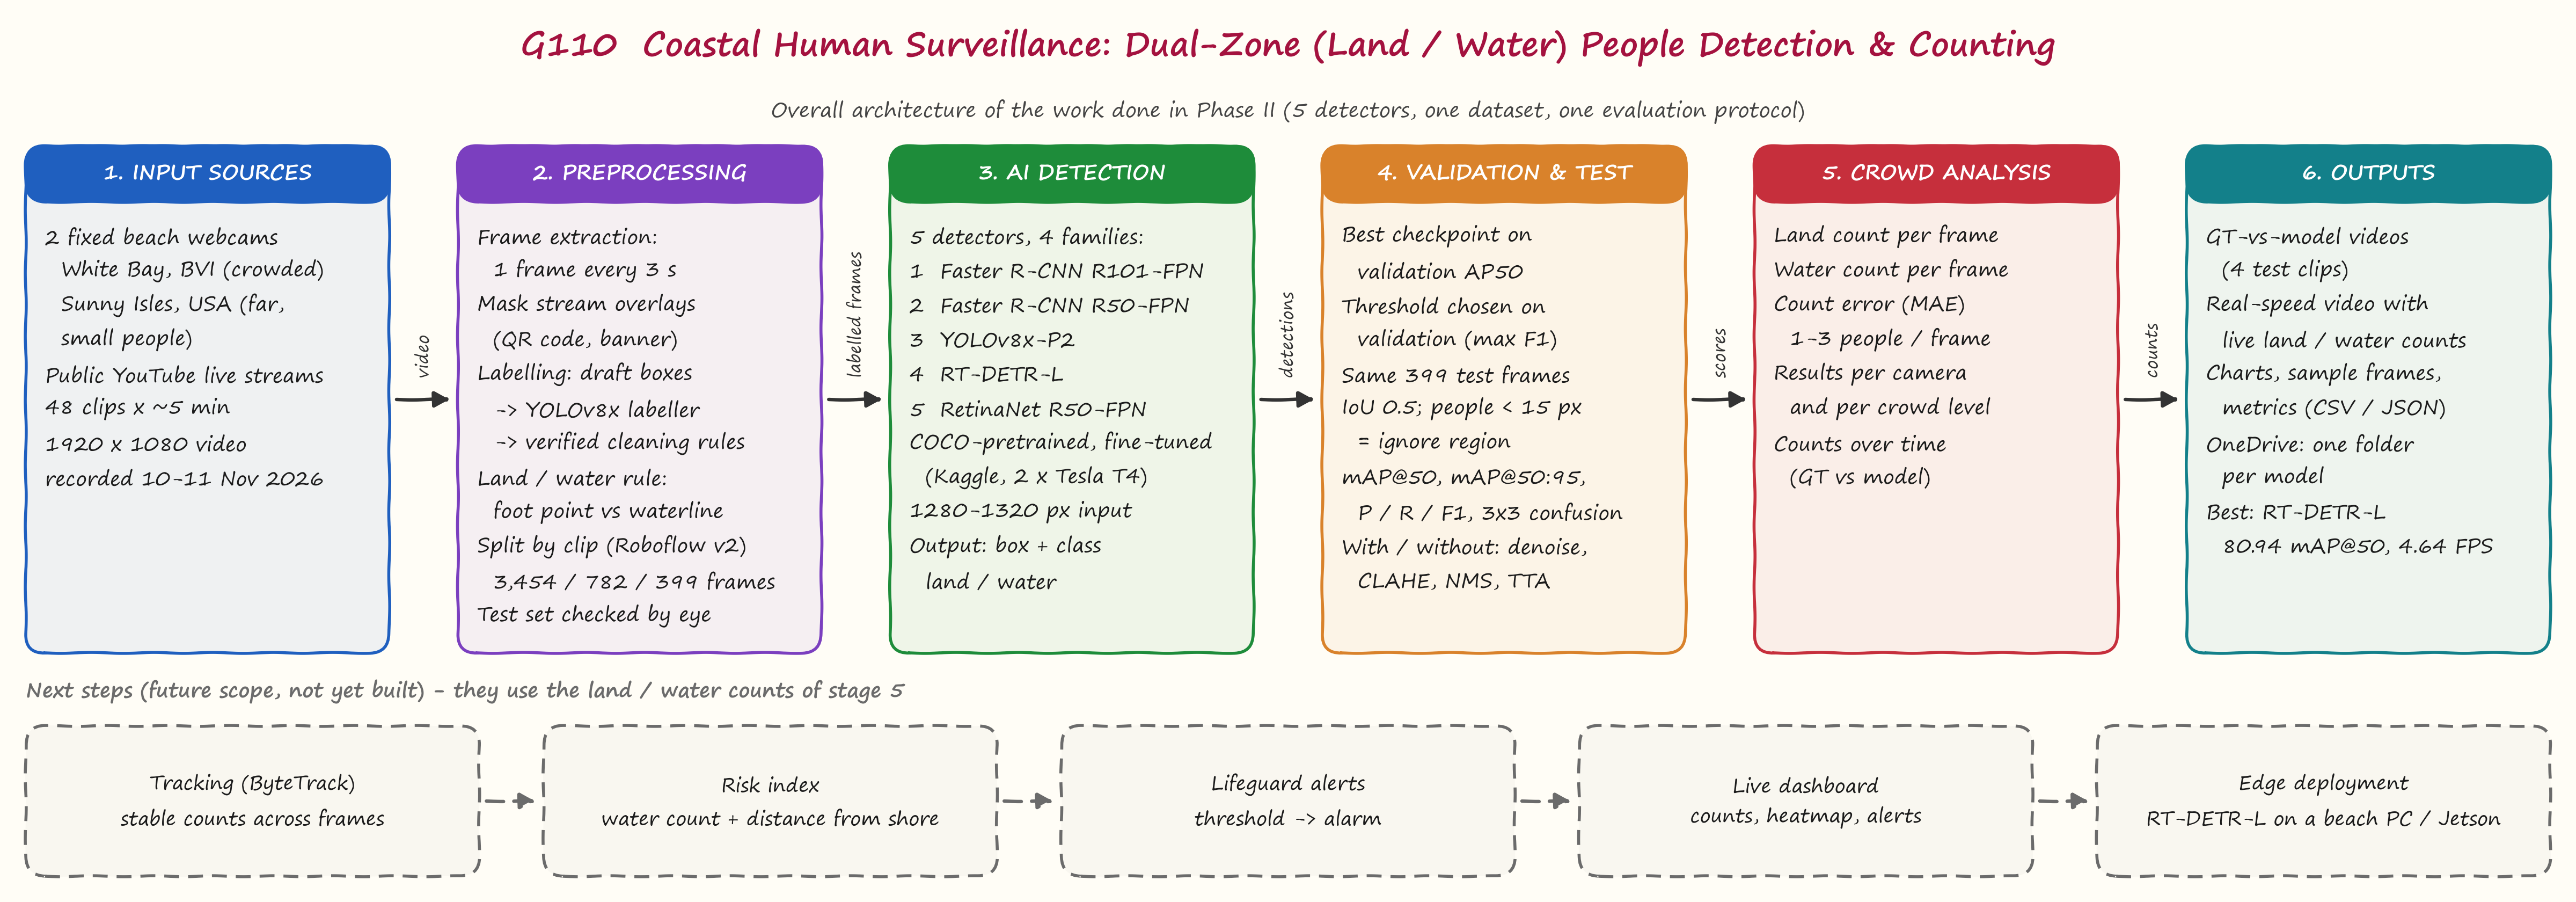 G110 Coastal Human Surveillance: Dual-Zone (Land / Water) People Detection & Counting
Overall architecture of the work done in Phase II (5 detectors, one dataset, one evaluation protocol)
1. INPUT SOURCES
2 fixed beach webcams
White Bay, BVI (crowded)
Sunny Isles, USA (far,
small people)
Public YouTube live streams
48 clips x ~5 min
1920 x 1080 video
recorded 10-11 Nov 2026
video
2. PREPROCESSING
Frame extraction:
1 frame every 3 s
Mask stream overlays
(QR code, banner)
Labelling: draft boxes
-> YOLOv8x labeller
-> verified cleaning rules
Land / water rule:
foot point vs waterline
Split by clip (Roboflow v2)
3,454 / 782 / 399 frames
Test set checked by eye
labelled frames
3. AI DETECTION
5 detectors, 4 families:
1 Faster R-CNN R101-FPN
2 Faster R-CNN R50-FPN
3 YOLOv8x-P2
4 RT-DETR-L
5 RetinaNet R50-FPN
COCO-pretrained, fine-tuned
(Kaggle, 2 x Tesla T4)
1280-1320 px input
Output: box + class
land / water
detections
4. VALIDATION & TEST
Best checkpoint on
validation AP50
Threshold chosen on
validation (max F1)
Same 399 test frames
IoU 0.5; people < 15 px
= ignore region
mAP@50, mAP@50:95,
P / R / F1, 3x3 confusion
With / without: denoise,
CLAHE, NMS, TTA
scores
5. CROWD ANALYSIS
Land count per frame
Water count per frame
Count error (MAE)
1-3 people / frame
Results per camera
and per crowd level
Counts over time
(GT vs model)
counts
6. OUTPUTS
GT-vs-model videos
(4 test clips)
Real-speed video with
live land / water counts
Charts, sample frames,
metrics (CSV / JSON)
OneDrive: one folder
per model
Best: RT-DETR-L
80.94 mAP@50, 4.64 FPS
Next steps (future scope, not yet built) - they use the land / water counts of stage 5
Tracking (ByteTrack)
stable counts across frames
Risk index
water count + distance from shore
Lifeguard alerts
threshold -> alarm
Live dashboard
counts, heatmap, alerts
Edge deployment
RT-DETR-L on a beach PC / Jetson